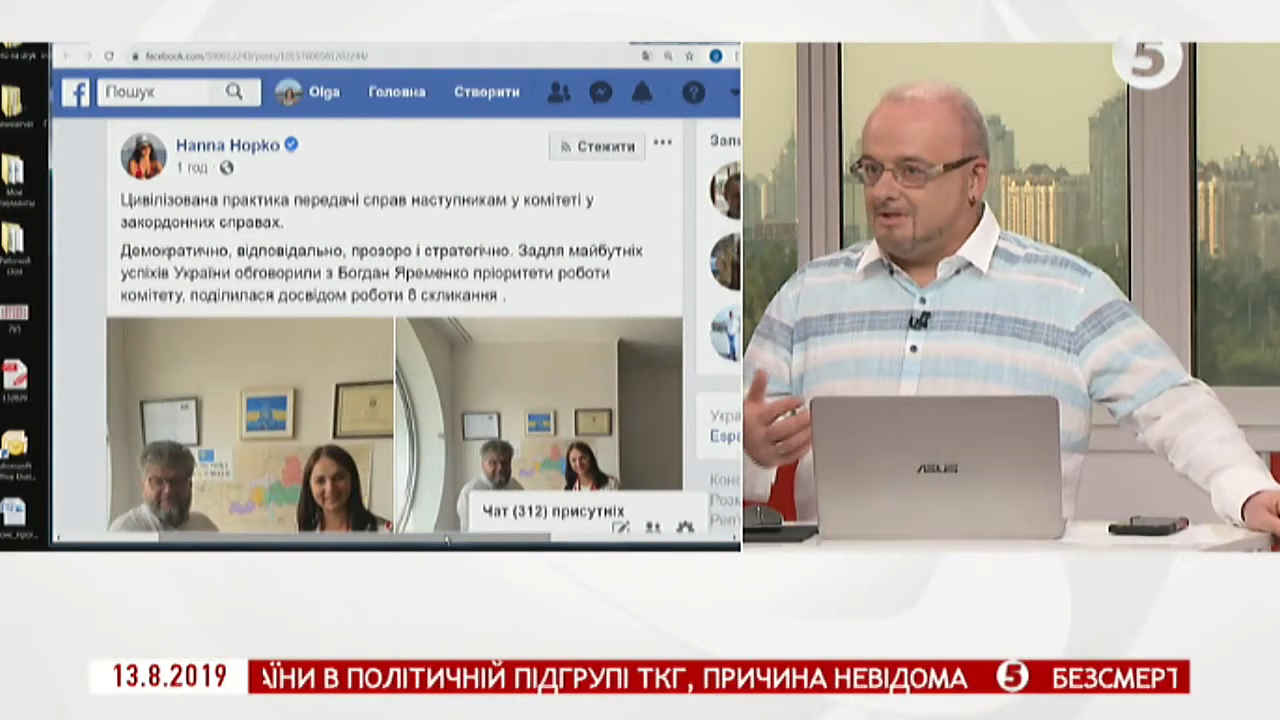 5
facebook.com/
Пошук
Olga
Головна
Створити
Hanna Hopko
Стежити
1 год
Цивілізована практика передачі справ наступникам у комітеті у
закордонних справах.
Демократично, відповідально, прозоро і стратегічно. Задля майбутніх
успіхів України обговорили з Богдан Яременко пріоритети роботи
комітету, поділилася досвідом роботи 8 скликання .
Чат (312) присутніх
ASUS
13.8.2019
АЇНИ В ПОЛІТИЧНІЙ ПІДГРУПІ ТКГ, ПРИЧИНА НЕВІДОМА 5 БЕЗСМЕРТ